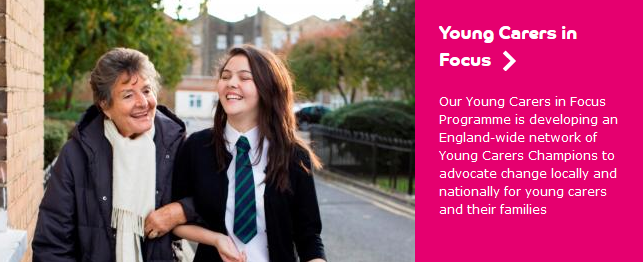 Young Carers in
Focus
Our Young Carers in Focus
Programme is developing an
England-wide network of
Young Carers Champions to
advocate change locally and
nationally for young carers
and their families